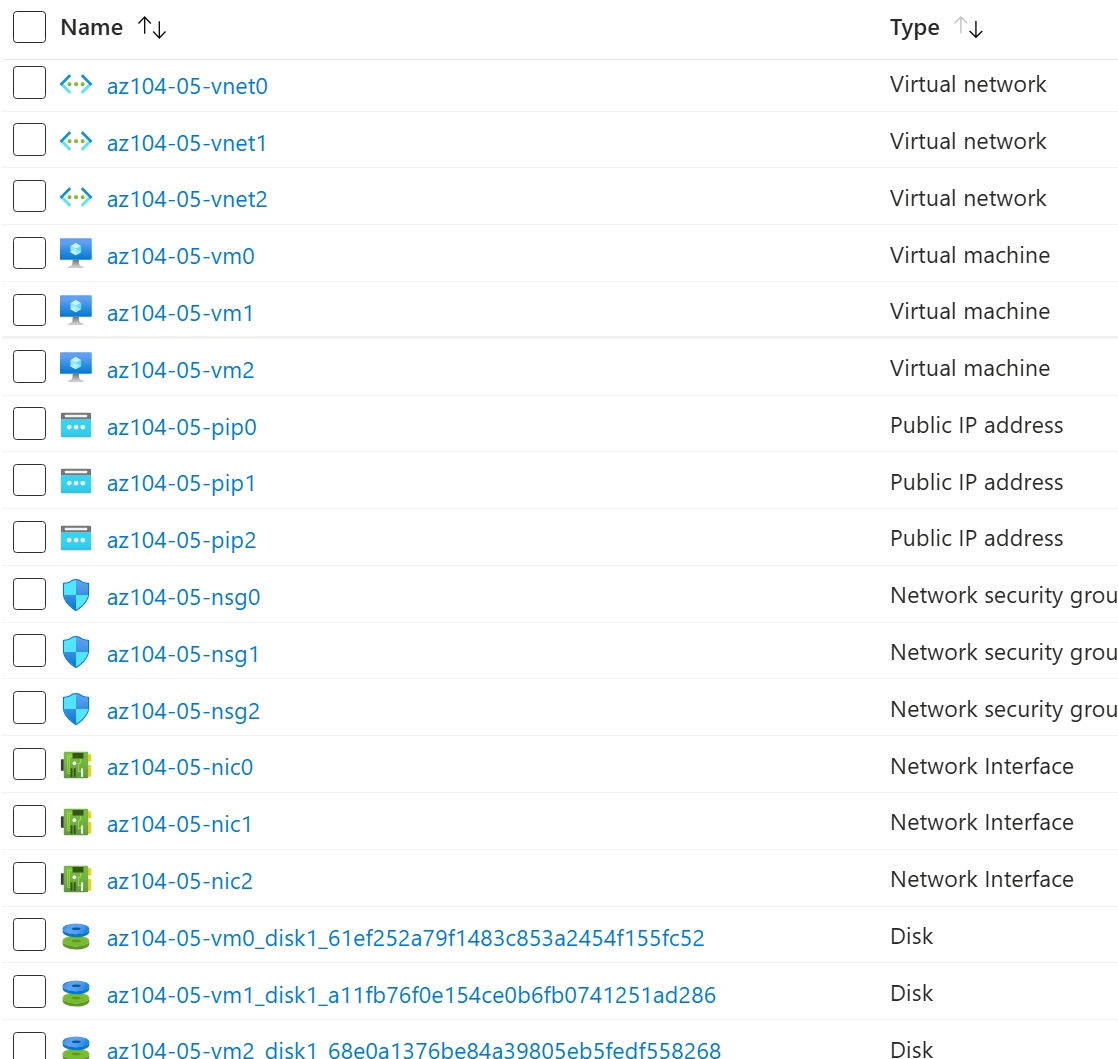 Name Type
az104-05-vnet0 Virtual network
az104-05-vnet1 Virtual network
az104-05-vnet2 Virtual network
az104-05-vm0 Virtual machine
az104-05-vm1 Virtual machine
az104-05-vm2 Virtual machine
az104-05-pip0 Public IP address
az104-05-pip1 Public IP address
az104-05-pip2 Public IP address
az104-05-nsg0 Network security grou
az104-05-nsg1 Network security grou
az104-05-nsg2 Network security grou
az104-05-nic0 Network Interface
az104-05-nic1 Network Interface
az104-05-nic2 Network Interface
az104-05-vm0_disk1_61ef252a79f1483c853a2454f155fc52 Disk
az104-05-vm1_disk1_a11fb76f0e154ce0b6fb0741251ad286 Disk
az104-05-vm2_disk1_68e0a1376be84a39805eb5fedf558268 Disk